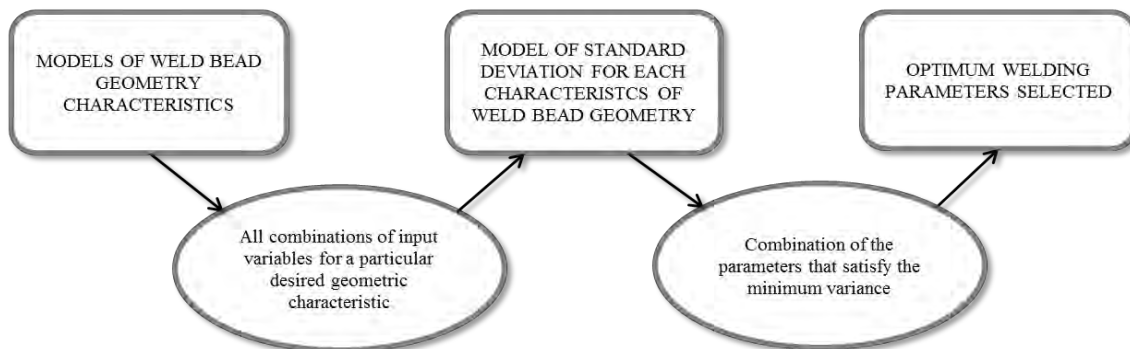 MODELS OF WELD BEAD
GEOMETRY
CHARACTERISTICS
All combinations of input
variables for a particular
desired geometric
characteristic
MODEL OF STANDARD
DEVIATION FOR EACH
CHARACTERISTCS OF
WELD BEAD GEOMETRY
Combination of the
parameters that satisfy the
minimum variance
OPTIMUM WELDING
PARAMETERS SELECTED